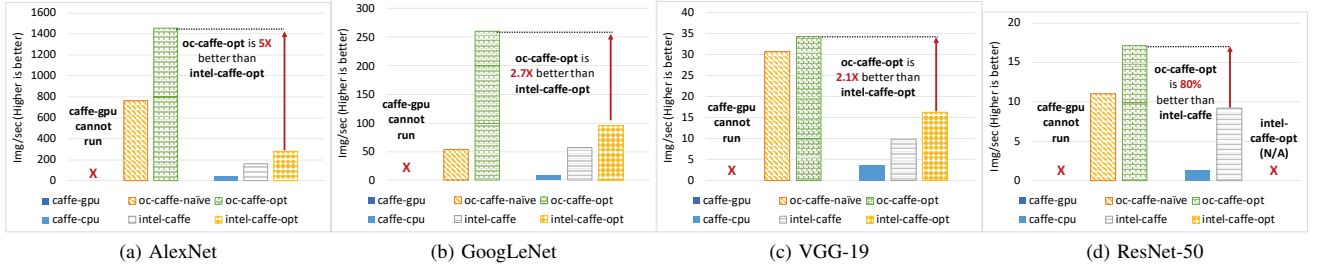 Img/sec (Higher is better)
1600
1400
1200
1000
800
600
400
200
0
oc-caffe-opt is 5X
better than
intel-caffe-opt
caffe-gpu
cannot
run
X
caffe-gpu
oc-caffe-naïve
oc-caffe-opt
caffe-cpu
intel-caffe
intel-caffe-opt
(a) AlexNet
Img/sec (Higher is better)
300
250
200
150
100
50
0
oc-caffe-opt is
2.7X better than
intel-caffe-opt
caffe-gpu
cannot
run
X
caffe-gpu
oc-caffe-naïve
oc-caffe-opt
caffe-cpu
intel-caffe
intel-caffe-opt
(b) GoogLeNet
Img/sec (Higher is better)
40
35
30
25
20
15
10
5
0
oc-caffe-opt is
2.1X better than
intel-caffe-opt
caffe-gpu
cannot
run
X
caffe-gpu
oc-caffe-naïve
oc-caffe-opt
caffe-cpu
intel-caffe
intel-caffe-opt
(c) VGG-19
Img/sec (Higher is better)
20
15
10
5
0
oc-caffe-opt
is 80%
better than
intel-caffe
caffe-gpu
cannot
run
X
intel-
caffe-opt
(N/A)
X
caffe-gpu
oc-caffe-naïve
oc-caffe-opt
caffe-cpu
intel-caffe
intel-caffe-opt
(d) ResNet-50